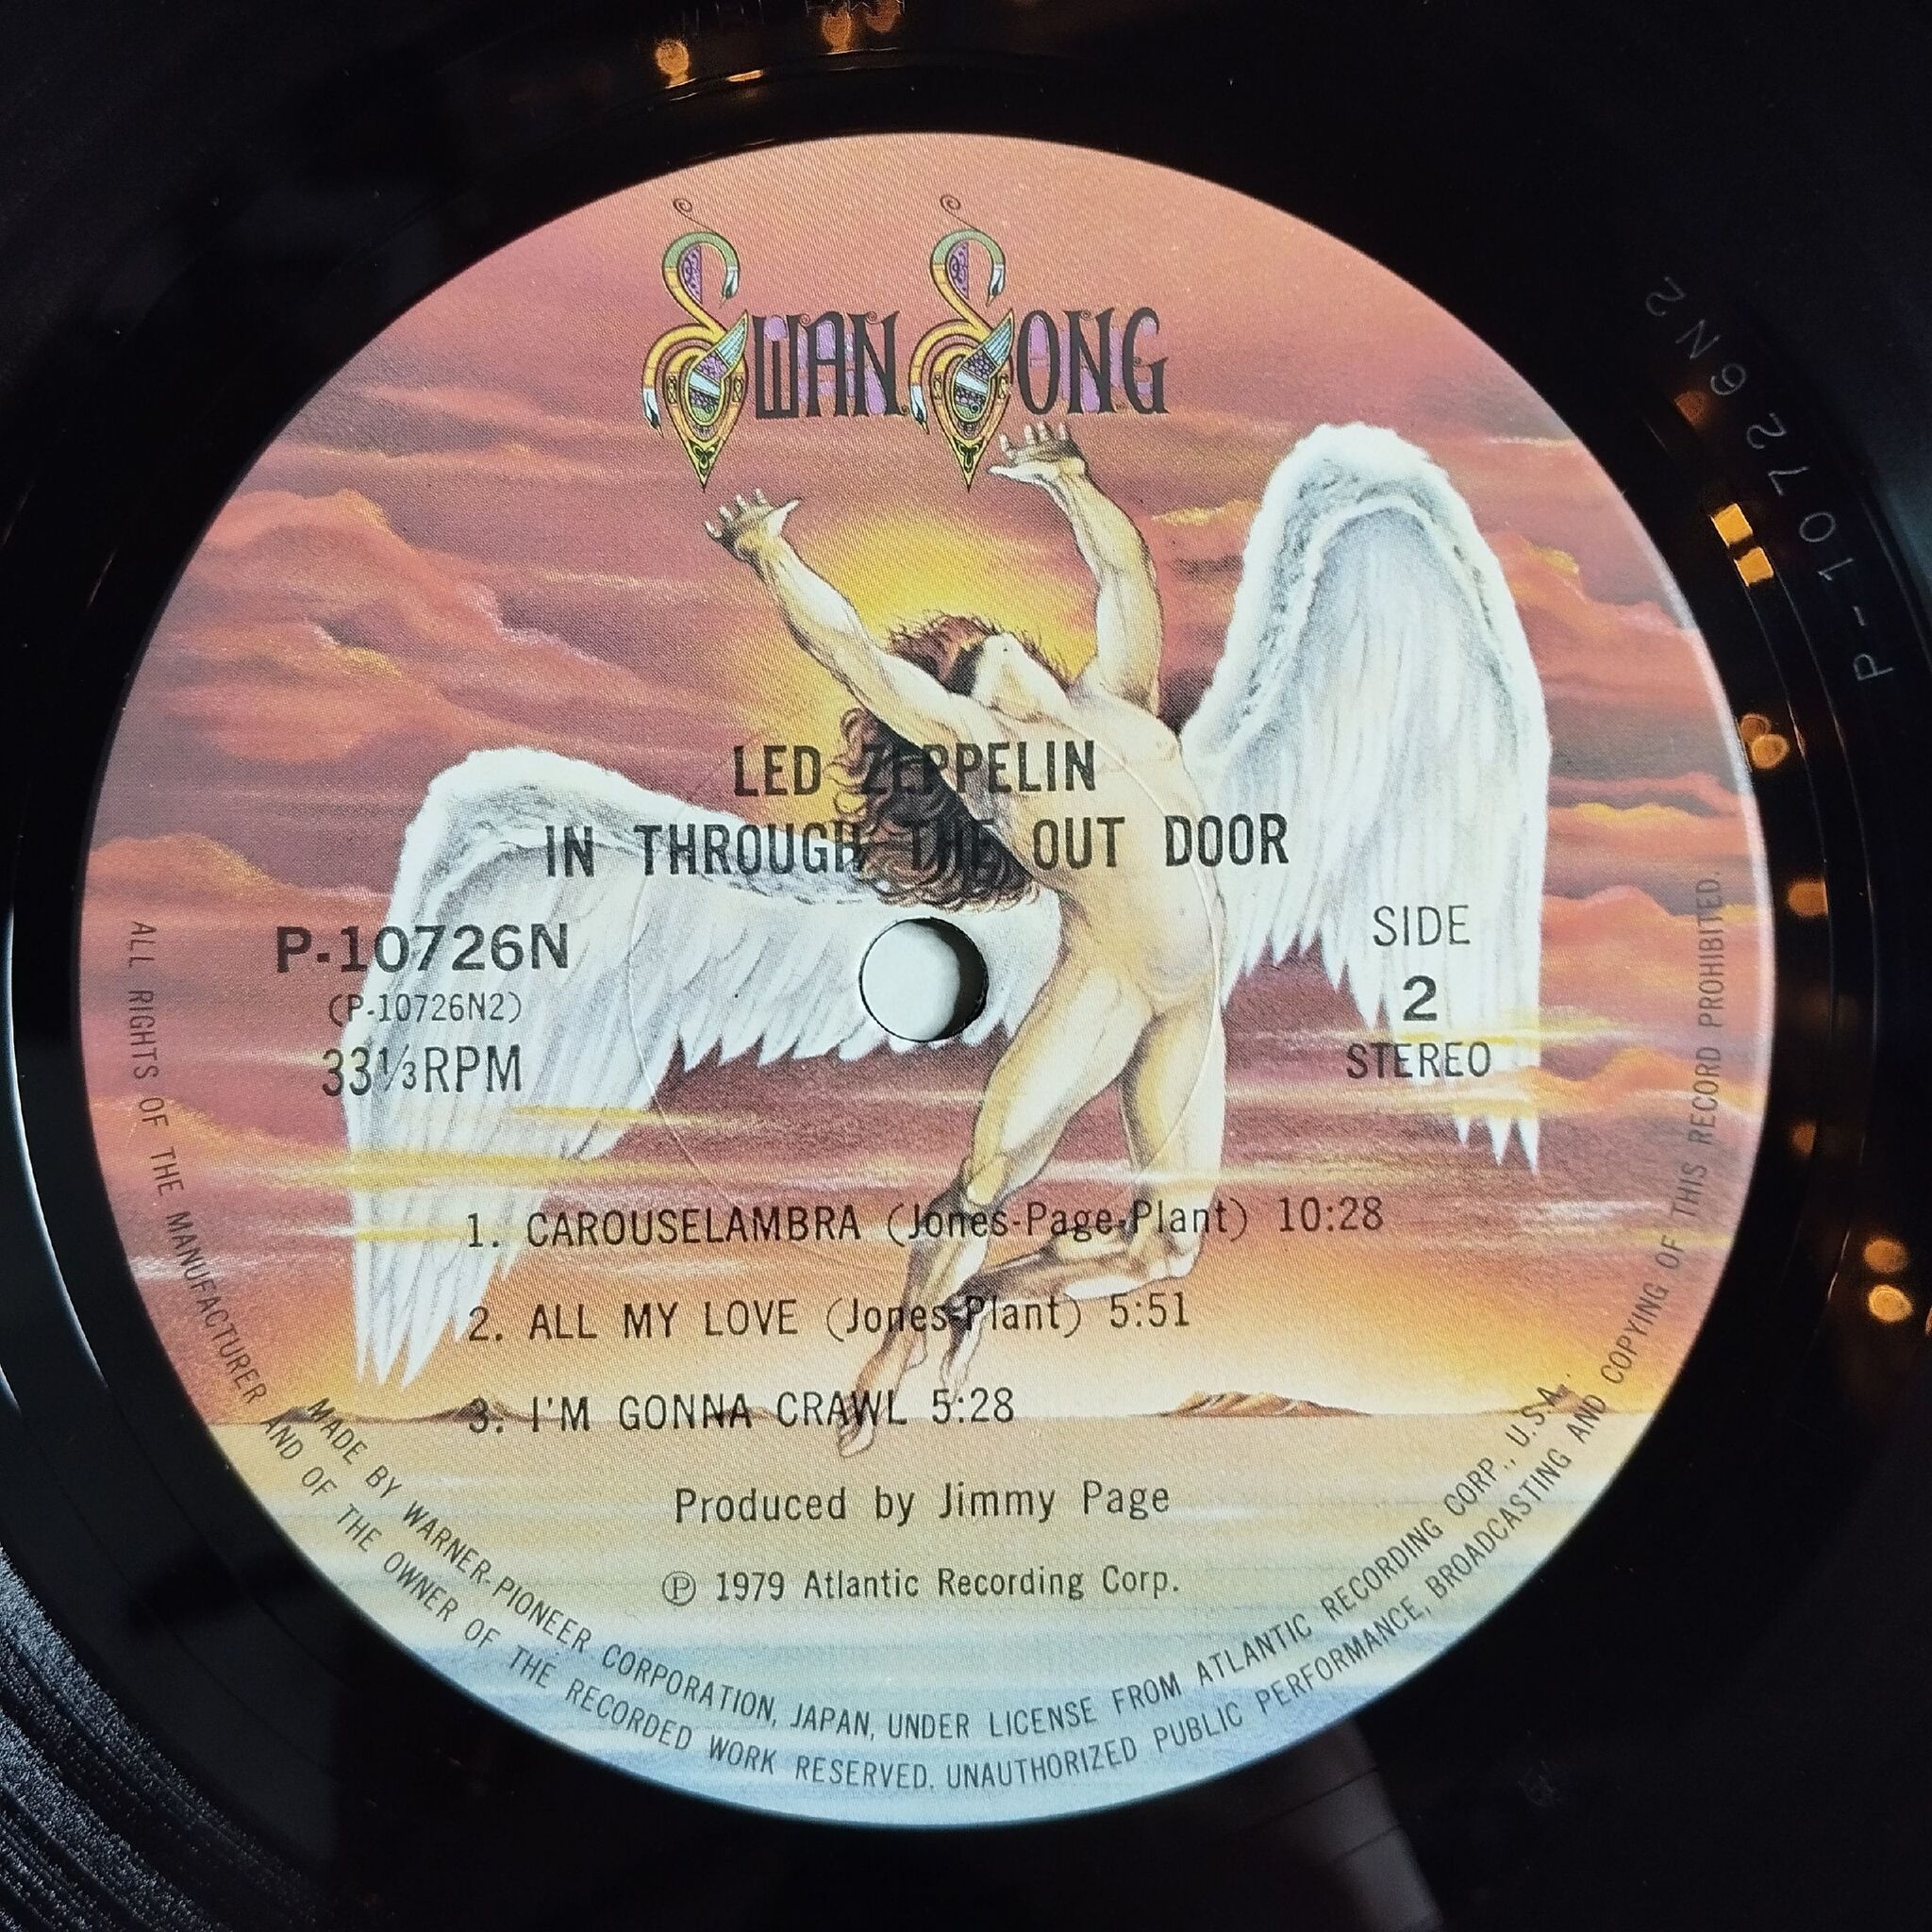 SWAN SONG
LED ZEPPELIN
IN THROUGH THE OUT DOOR
P-10726N
(P-10726N2)
33⅓RPM
SIDE
2
STEREO
1. CAROUSELAMBRA (Jones-Page-Plant) 10:28
2. ALL MY LOVE (Jones-Plant) 5:51
3. I'M GONNA CRAWL 5:28
Produced by Jimmy Page
Ⓟ 1979 Atlantic Recording Corp.
MADE BY WARNER-PIONEER CORPORATION, JAPAN, UNDER LICENSE FROM ATLANTIC RECORDING CORP., U.S.A.
ALL RIGHTS OF THE MANUFACTURER AND OF THE OWNER OF THE RECORDED WORK RESERVED. UNAUTHORIZED PUBLIC PERFORMANCE, BROADCASTING AND COPYING OF THIS RECORD PROHIBITED.
P-10726N2